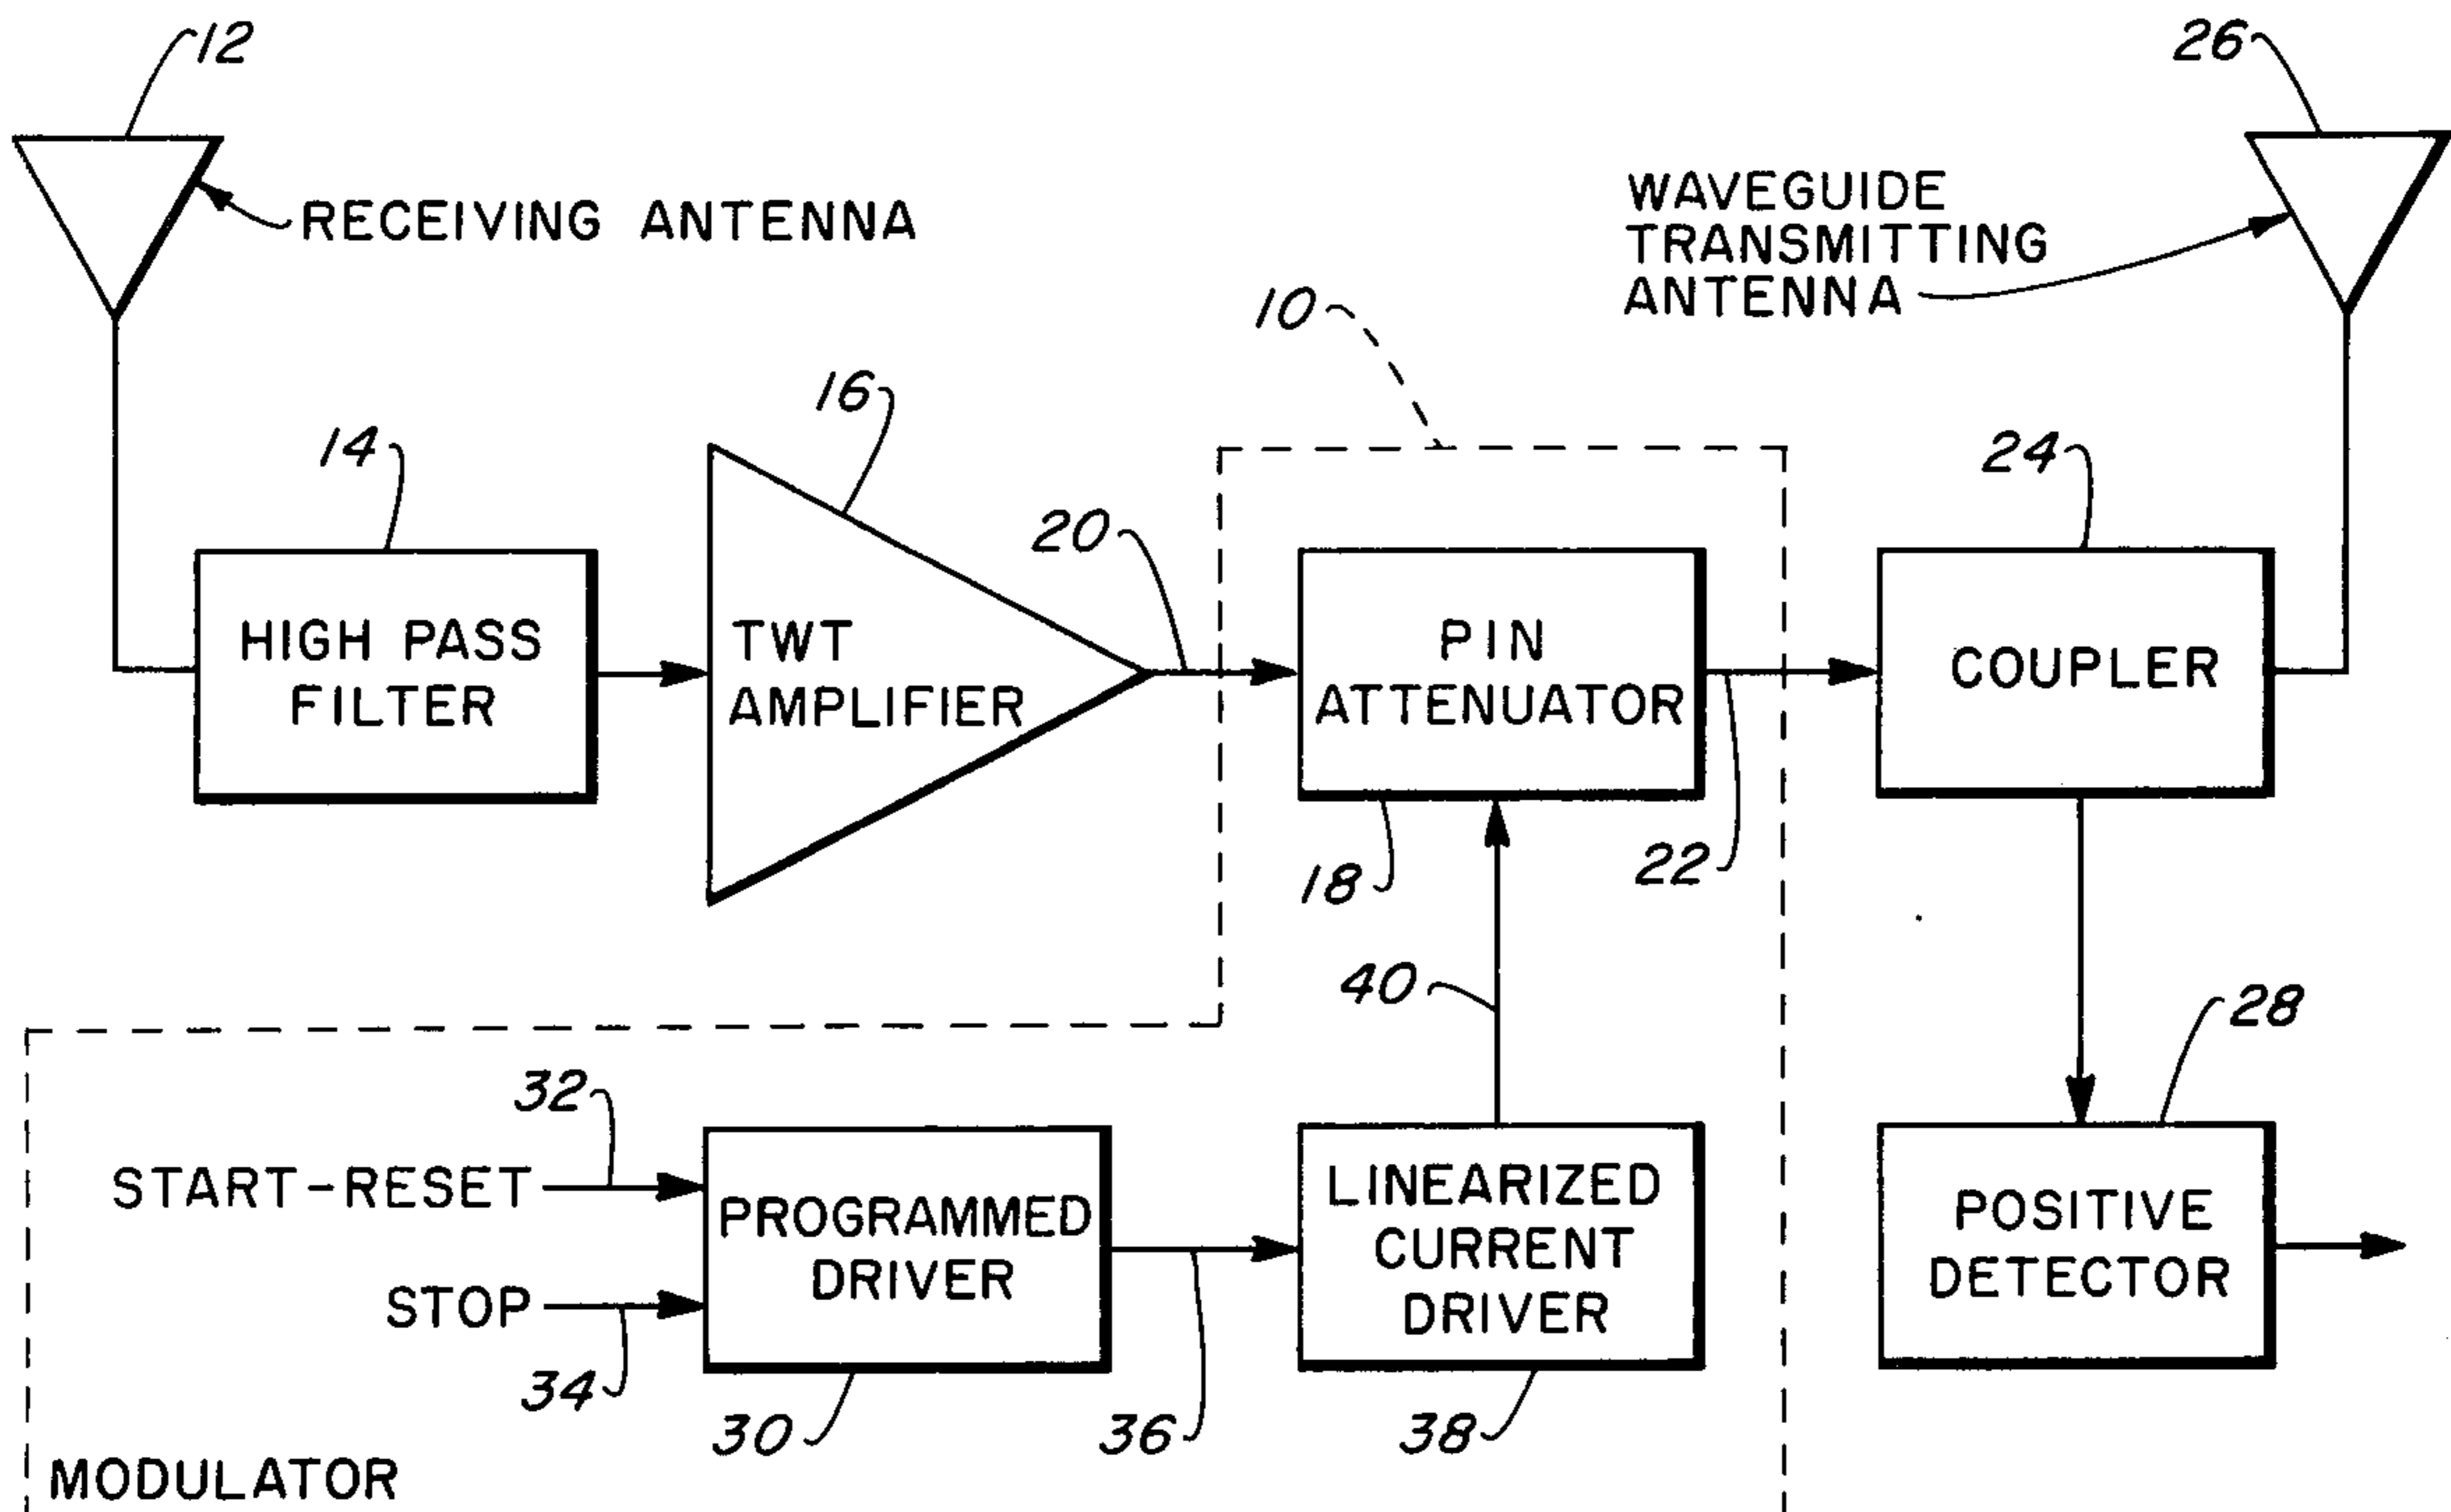 12
26
RECEIVING ANTENNA
WAVEGUIDE
TRANSMITTING
ANTENNA
10
16
14
24
20
HIGH PASS
FILTER
TWT
AMPLIFIER
PIN
ATTENUATOR
COUPLER
18
22
40
28
32
START-RESET
STOP
34
PROGRAMMED
DRIVER
LINEARIZED
CURRENT
DRIVER
POSITIVE
DETECTOR
30
36
38
MODULATOR